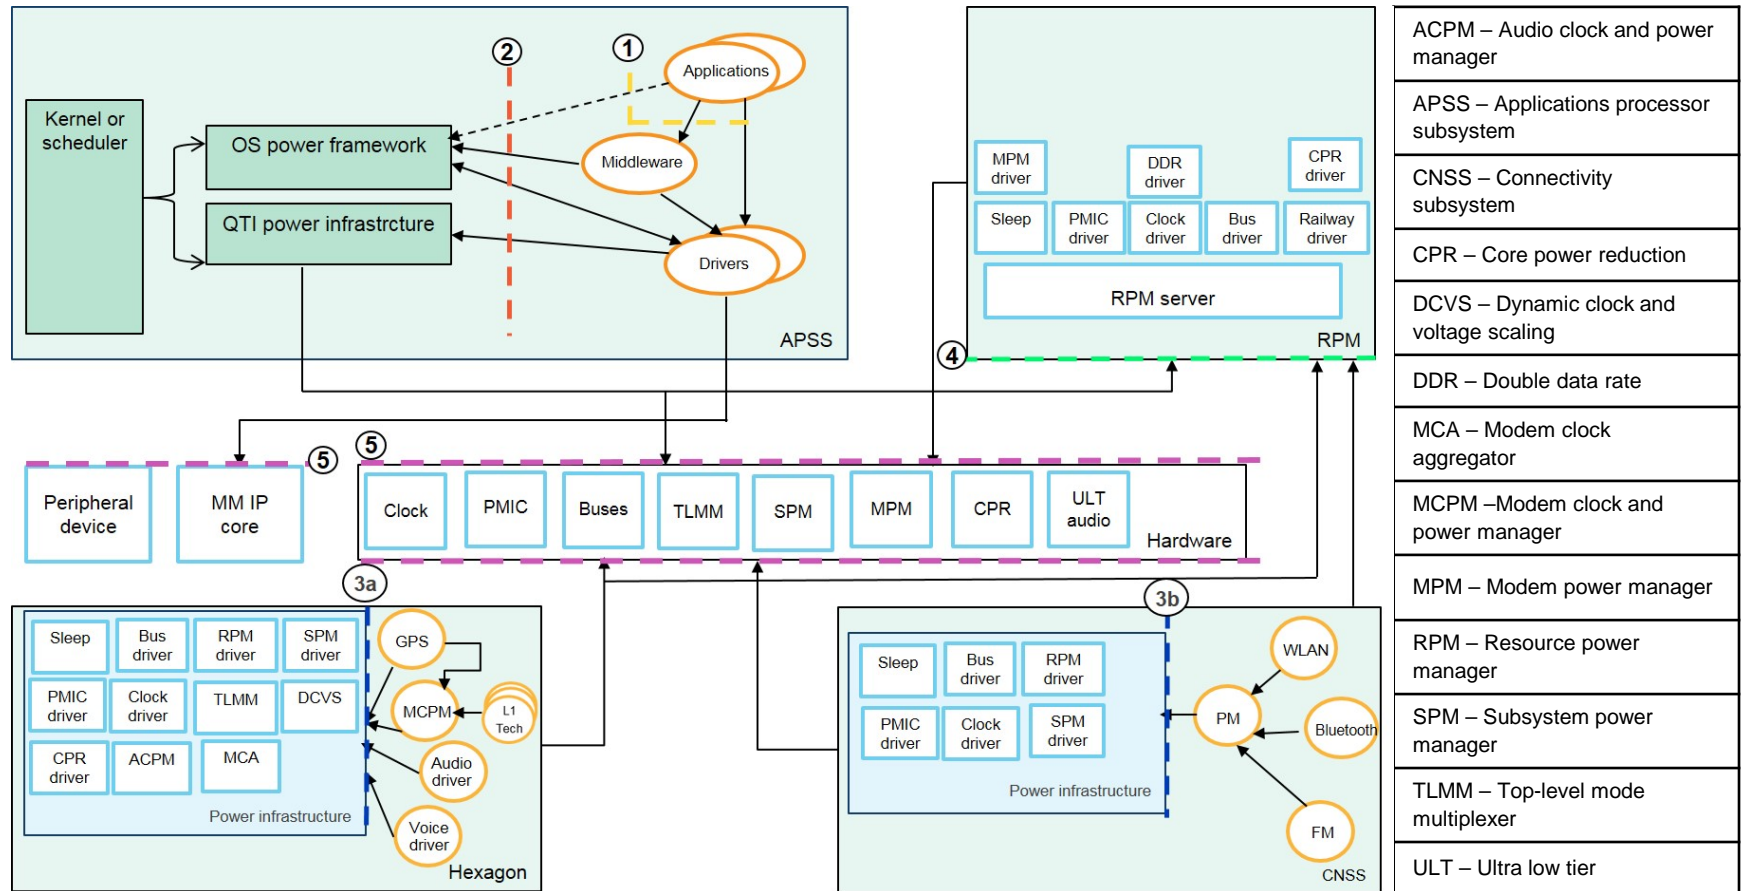 1
2
Applications
Kernel or
scheduler
OS power framework
Middleware
QTI power infrastrcture
Drivers
APSS
MPM
driver
DDR
driver
CPR
driver
Sleep
PMIC
driver
Clock
driver
Bus
driver
Railway
driver
RPM server
RPM
4
5
5
Peripheral
device
MM IP
core
Clock
PMIC
Buses
TLMM
SPM
MPM
CPR
ULT
audio
Hardware
3a
Sleep
Bus
driver
RPM
driver
SPM
driver
PMIC
driver
Clock
driver
TLMM
DCVS
CPR
driver
ACPM
MCA
Power infrastructure
GPS
MCPM
L1
Tech
Audio
driver
Voice
driver
Hexagon
3b
Sleep
Bus
driver
RPM
driver
PMIC
driver
Clock
driver
SPM
driver
Power infrastructure
WLAN
PM
Bluetooth
FM
CNSS
ACPM – Audio clock and power
manager
APSS – Applications processor
subsystem
CNSS – Connectivity
subsystem
CPR – Core power reduction
DCVS – Dynamic clock and
voltage scaling
DDR – Double data rate
MCA – Modem clock
aggregator
MCPM –Modem clock and
power manager
MPM – Modem power manager
RPM – Resource power
manager
SPM – Subsystem power
manager
TLMM – Top-level mode
multiplexer
ULT – Ultra low tier